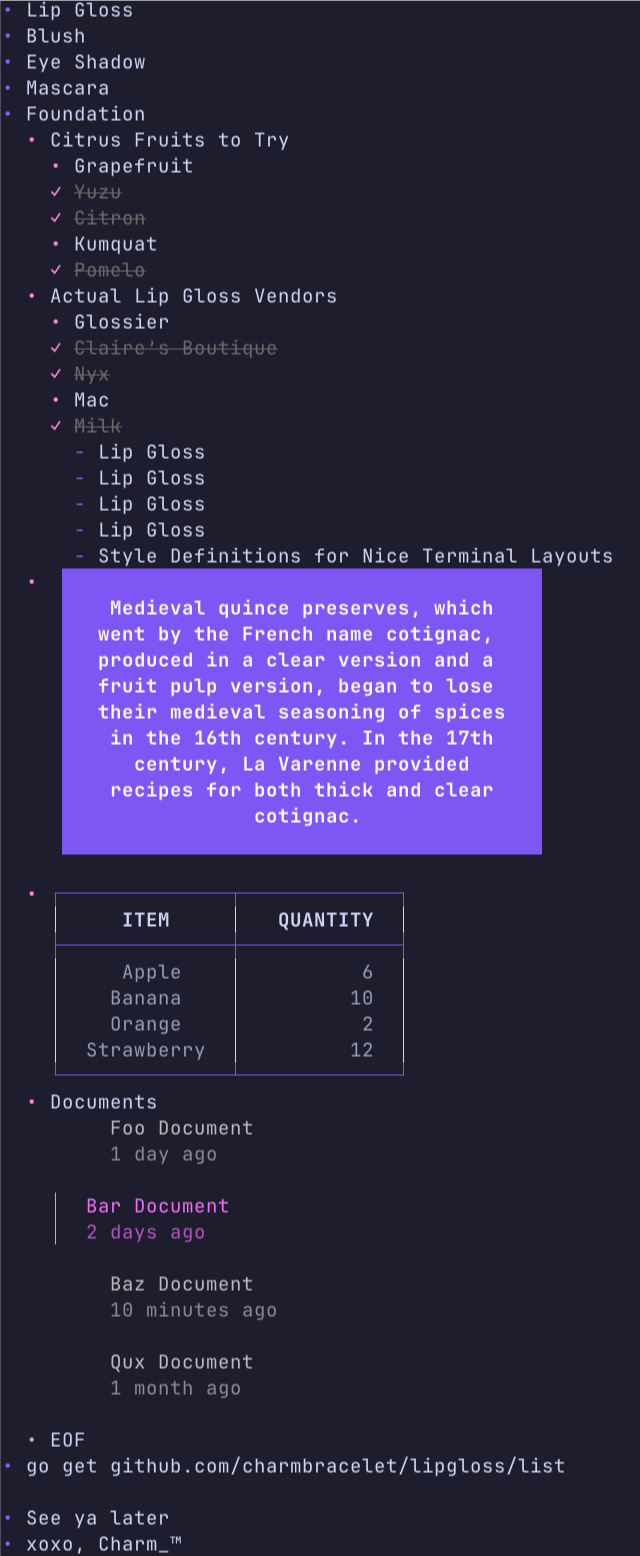 • Lip Gloss
• Blush
• Eye Shadow
• Mascara
• Foundation
• Citrus Fruits to Try
• Grapefruit
✓ Yuzu
✓ Citron
• Kumquat
✓ Pomelo
• Actual Lip Gloss Vendors
• Glossier
✓ Claire’s Boutique
✓ Nyx
• Mac
✓ Milk
- Lip Gloss
- Lip Gloss
- Lip Gloss
- Lip Gloss
- Style Definitions for Nice Terminal Layouts
•
Medieval quince preserves, which
went by the French name cotignac,
produced in a clear version and a
fruit pulp version, began to lose
their medieval seasoning of spices
in the 16th century. In the 17th
century, La Varenne provided
recipes for both thick and clear
cotignac.
•
ITEM QUANTITY
Apple 6
Banana 10
Orange 2
Strawberry 12
• Documents
Foo Document
1 day ago
Bar Document
2 days ago
Baz Document
10 minutes ago
Qux Document
1 month ago
• EOF
• go get github.com/charmbracelet/lipgloss/list
• See ya later
• xoxo, Charm_™